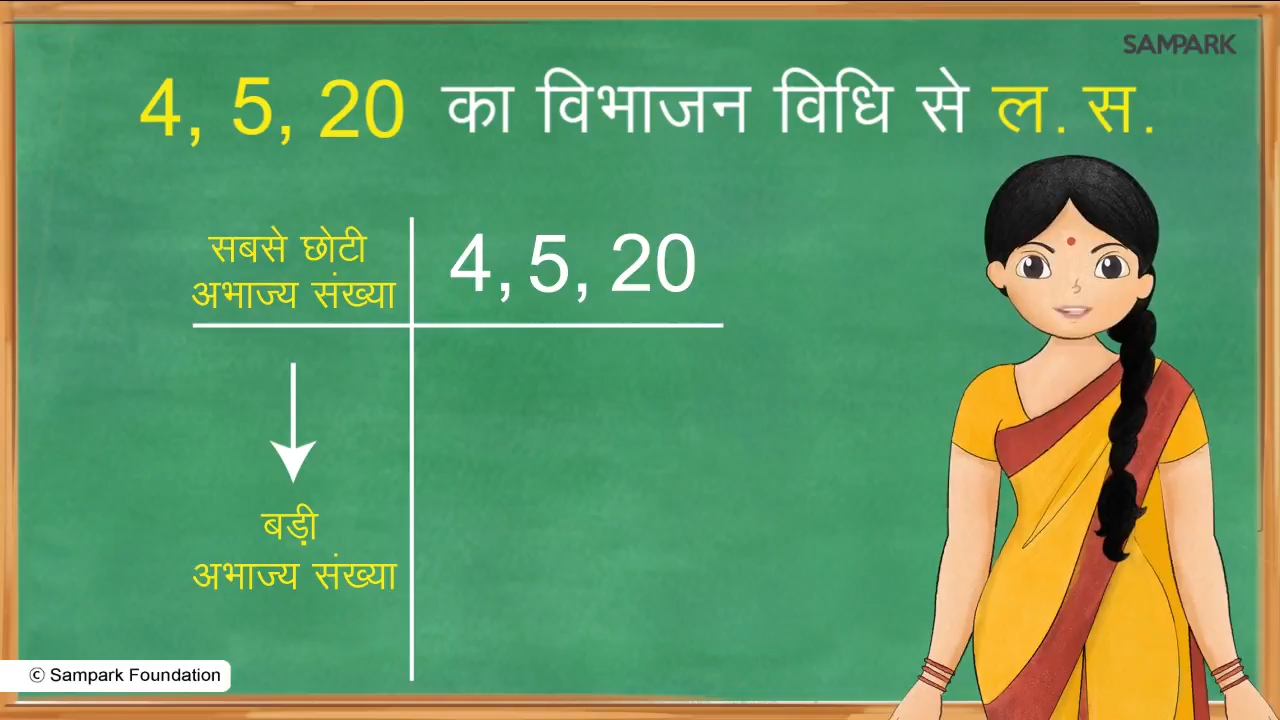 SAMPARK
4, 5, 20 का विभाजन विधि से ल. स.
सबसे छोटी
अभाज्य संख्या
4, 5, 20
बड़ी
अभाज्य संख्या
© Sampark Foundation